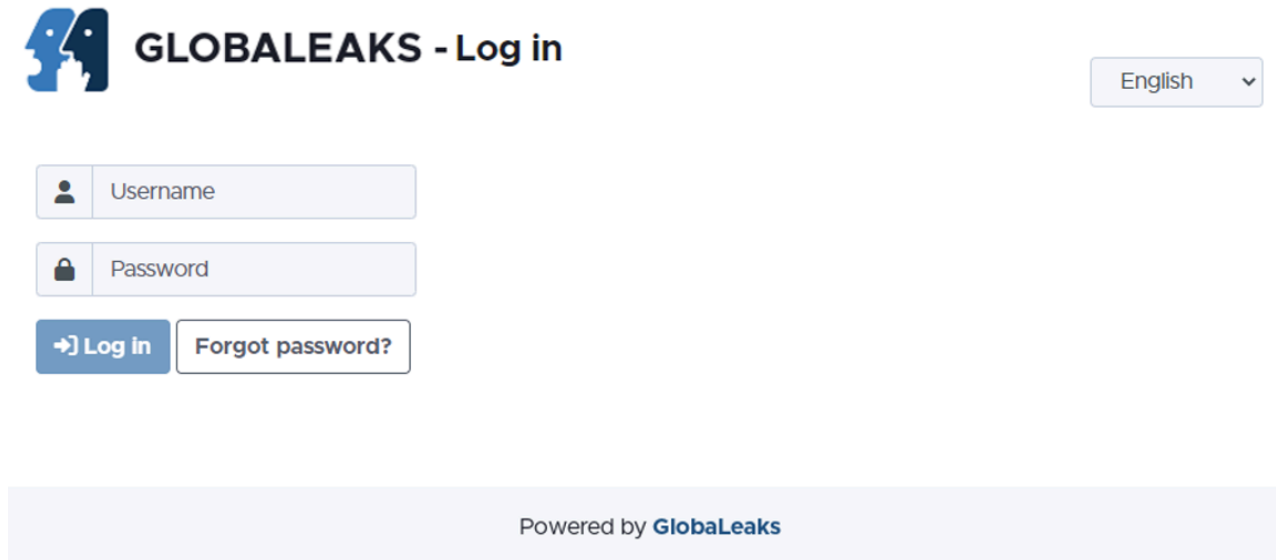 GLOBALEAKS - Log in
English
Username
Password
Log in
Forgot password?
Powered by GlobaLeaks